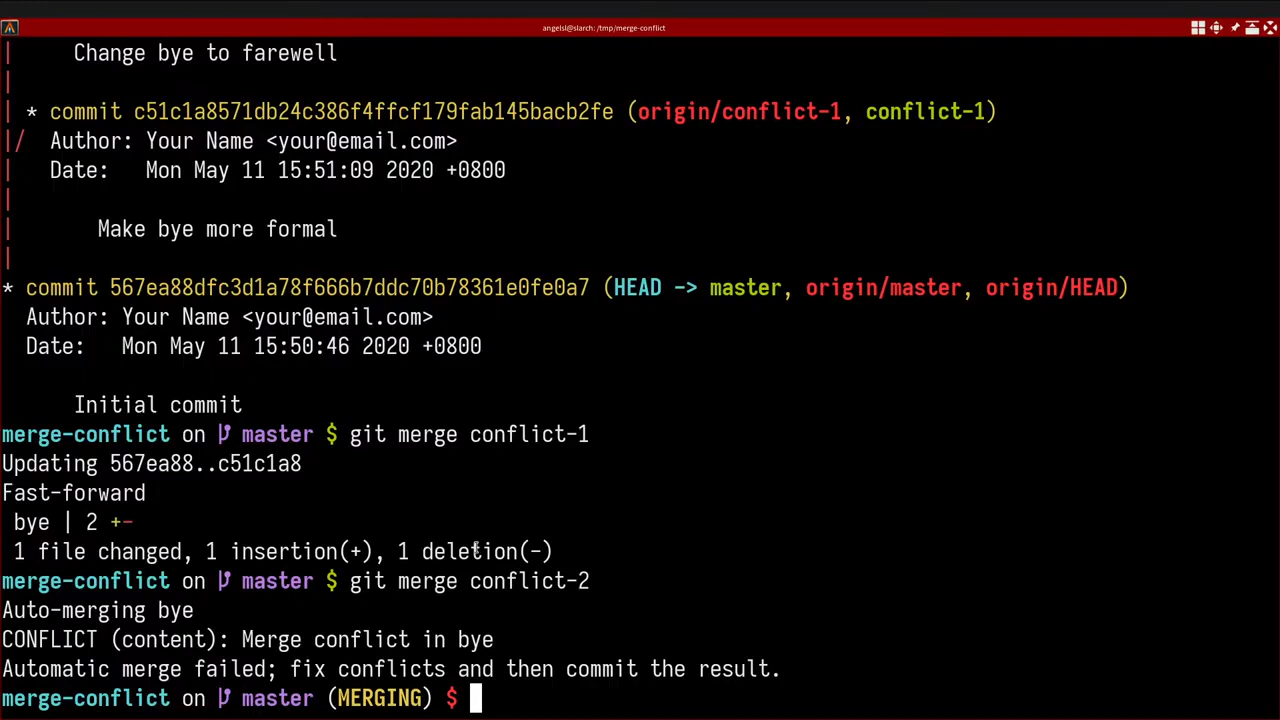 angelsl@slarch: /tmp/merge-conflict
|     Change bye to farewell
|
| * commit c51c1a8571db24c386f4ffcf179fab145bacb2fe (origin/conflict-1, conflict-1)
|/  Author: Your Name <your@email.com>
|   Date:   Mon May 11 15:51:09 2020 +0800
|
|       Make bye more formal
|
* commit 567ea88dfc3d1a78f666b7ddc70b78361e0fe0a7 (HEAD -> master, origin/master, origin/HEAD)
  Author: Your Name <your@email.com>
  Date:   Mon May 11 15:50:46 2020 +0800

      Initial commit
merge-conflict on master $ git merge conflict-1
Updating 567ea88..c51c1a8
Fast-forward
 bye | 2 +-
 1 file changed, 1 insertion(+), 1 deletion(-)
merge-conflict on master $ git merge conflict-2
Auto-merging bye
CONFLICT (content): Merge conflict in bye
Automatic merge failed; fix conflicts and then commit the result.
merge-conflict on master (MERGING) $